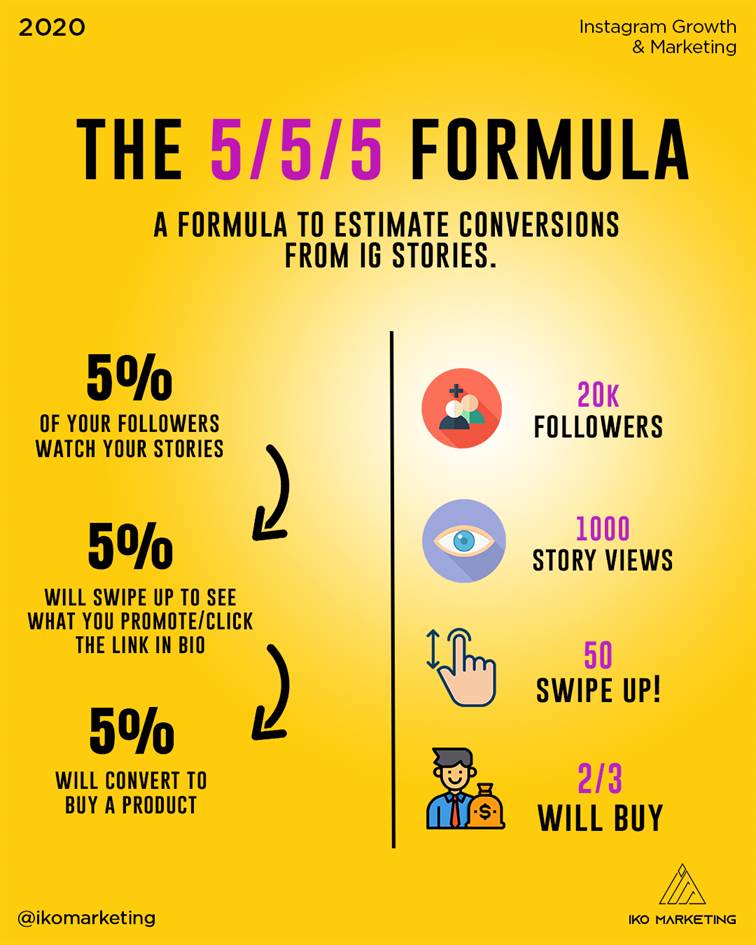 2020
Instagram Growth
& Marketing
THE 5/5/5 FORMULA
A FORMULA TO ESTIMATE CONVERSIONS
FROM IG STORIES.
5%
OF YOUR FOLLOWERS
WATCH YOUR STORIES
5%
WILL SWIPE UP TO SEE
WHAT YOU PROMOTE/CLICK
THE LINK IN BIO
5%
WILL CONVERT TO
BUY A PRODUCT
20K
FOLLOWERS
1000
STORY VIEWS
50
SWIPE UP!
$
2/3
WILL BUY
@ikomarketing
IKO MARKETING